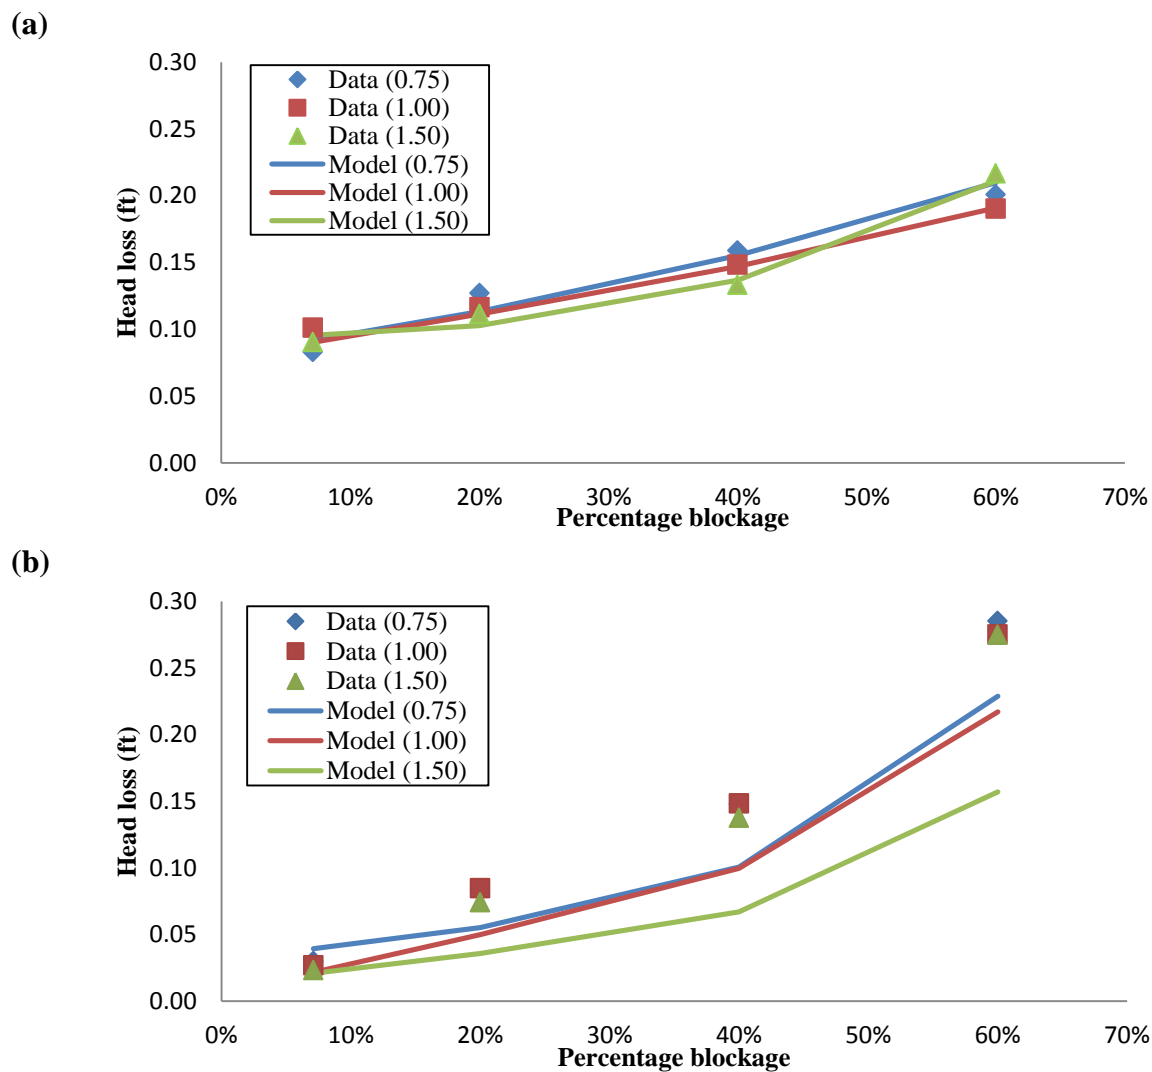 (a)
0.30
0.25
0.20
0.15
0.10
0.05
0.00
Head loss (ft)
Data (0.75)
Data (1.00)
Data (1.50)
Model (0.75)
Model (1.00)
Model (1.50)
0% 10% 20% 30% 40% 50% 60% 70%
Percentage blockage
(b)
0.30
0.25
0.20
0.15
0.10
0.05
0.00
Head loss (ft)
Data (0.75)
Data (1.00)
Data (1.50)
Model (0.75)
Model (1.00)
Model (1.50)
0% 10% 20% 30% 40% 50% 60% 70%
Percentage blockage